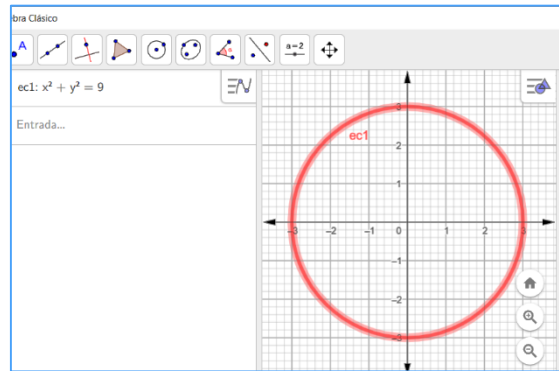 bra Clásico
A
a=2
ec1: x² + y² = 9
Entrada...
ec1
3
2
1
-3 -2 -1 0 1 2 3
-1
-2
-3